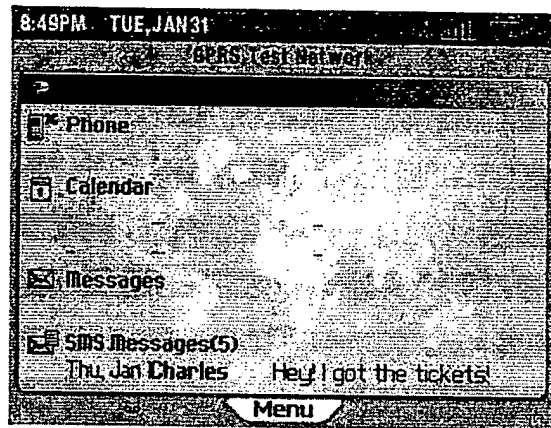 8:49PM TUE,JAN31
GPRS Test Network
Phone
Calendar
Messages
SMS Messages(5)
Thu, Jan Charles Hey! I got the tickets!
Menu